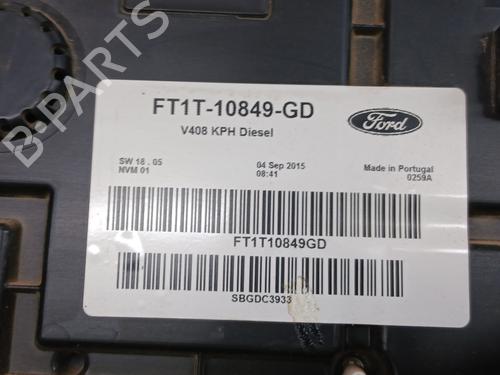 FT1T-10849-GD
V408 KPH Diesel
Ford
SW 18 . 05
NVM 01
04 Sep 2015
08:41
Made in Portugal
0259A
FT1T10849GD
SBGDC3933
B-PARTS